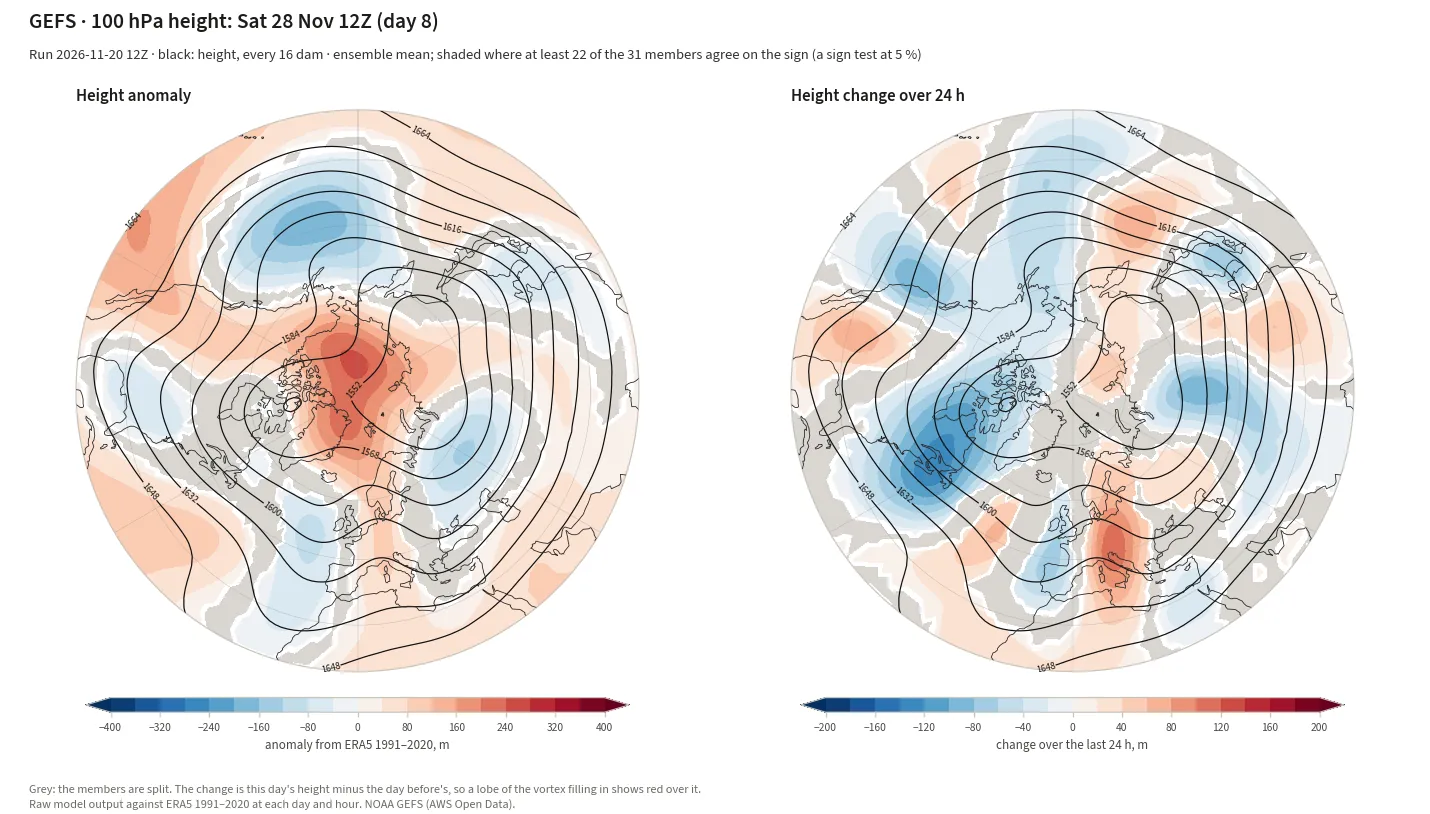 GEFS · 100 hPa height: Sat 28 Nov 12Z (day 8)
Run 2026-11-20 12Z · black: height, every 16 dam · ensemble mean; shaded where at least 22 of the 31 members agree on the sign (a sign test at 5 %)
Height anomaly
1664
1664
1616
1584
1552
1568
1648
1632
1600
1648
−400 −320 −240 −160 −80 0 80 160 240 320 400
anomaly from ERA5 1991–2020, m
Height change over 24 h
1664
1664
1616
1584
1552
1568
1648
1632
1600
1648
−200 −160 −120 −80 −40 0 40 80 120 160 200
change over the last 24 h, m
Grey: the members are split. The change is this day's height minus the day before's, so a lobe of the vortex filling in shows red over it.
Raw model output against ERA5 1991–2020 at each day and hour. NOAA GEFS (AWS Open Data).